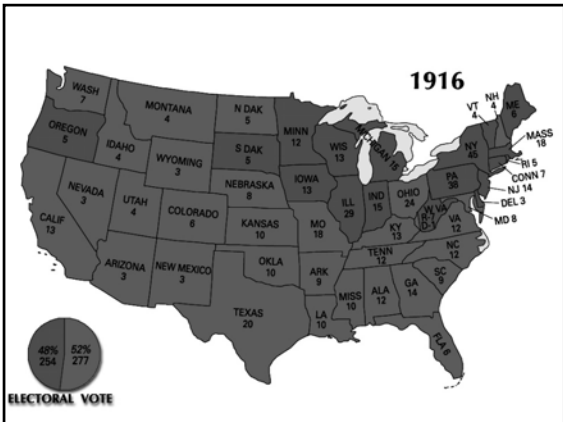 1916
WASH
7
MONTANA
4
N DAK
5
MINN
12
VT
4
NH
4
ME
6
OREGON
5
IDAHO
4
S DAK
5
WIS
13
MICHIGAN 15
NY
45
MASS
18
RI 5
CONN 7
WYOMING
3
IOWA
13
PA
38
NJ 14
NEVADA
3
NEBRASKA
8
ILL
29
IND
15
OHIO
24
DEL 3
MD 8
UTAH
4
COLORADO
6
KANSAS
10
MO
18
KY
13
W VA
R-7
D-1
VA
12
CALIF
13
ARIZONA
3
NEW MEXICO
3
OKLA
10
ARK
9
TENN
12
NC
12
SC
9
TEXAS
20
LA
10
MISS
10
ALA
12
GA
14
FLA 6
48%
254
52%
277
ELECTORAL VOTE